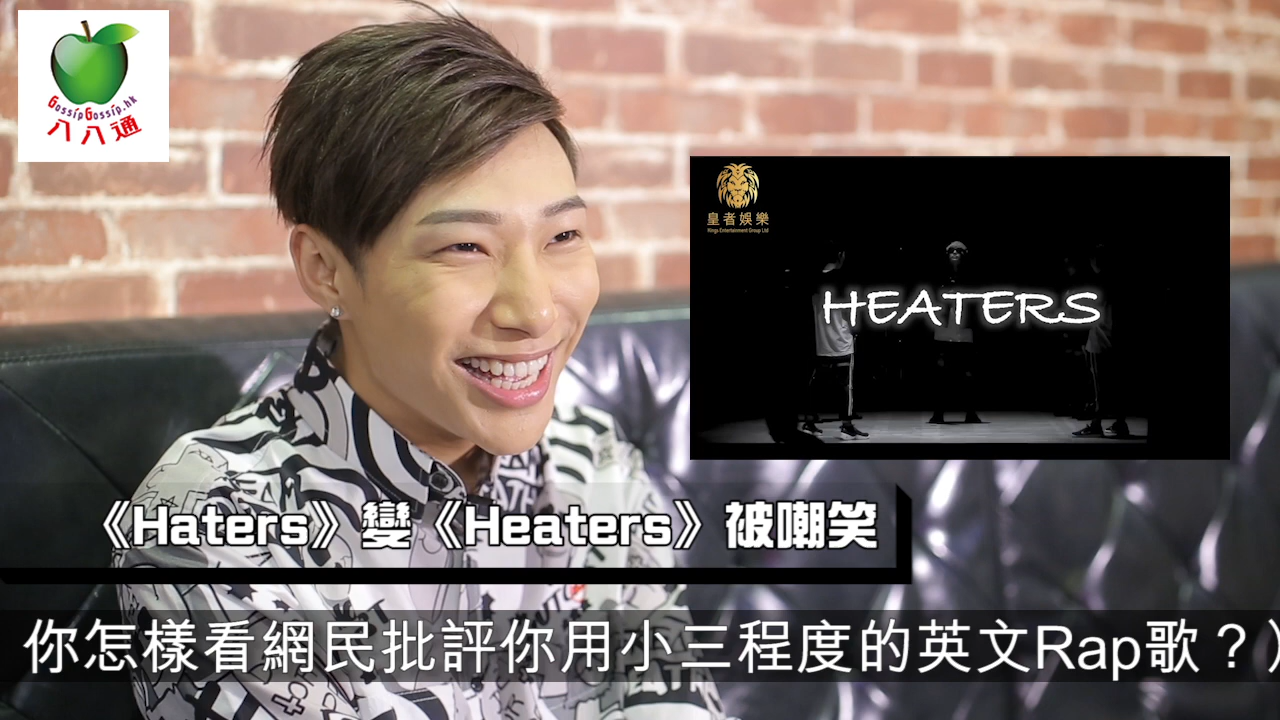 GossipGossip.hk
八八通
皇者娛樂
Kings Entertainment Group Ltd
HEATERS
《Haters》變《Heaters》被嘲笑
你怎樣看網民批評你用小三程度的英文Rap歌？》